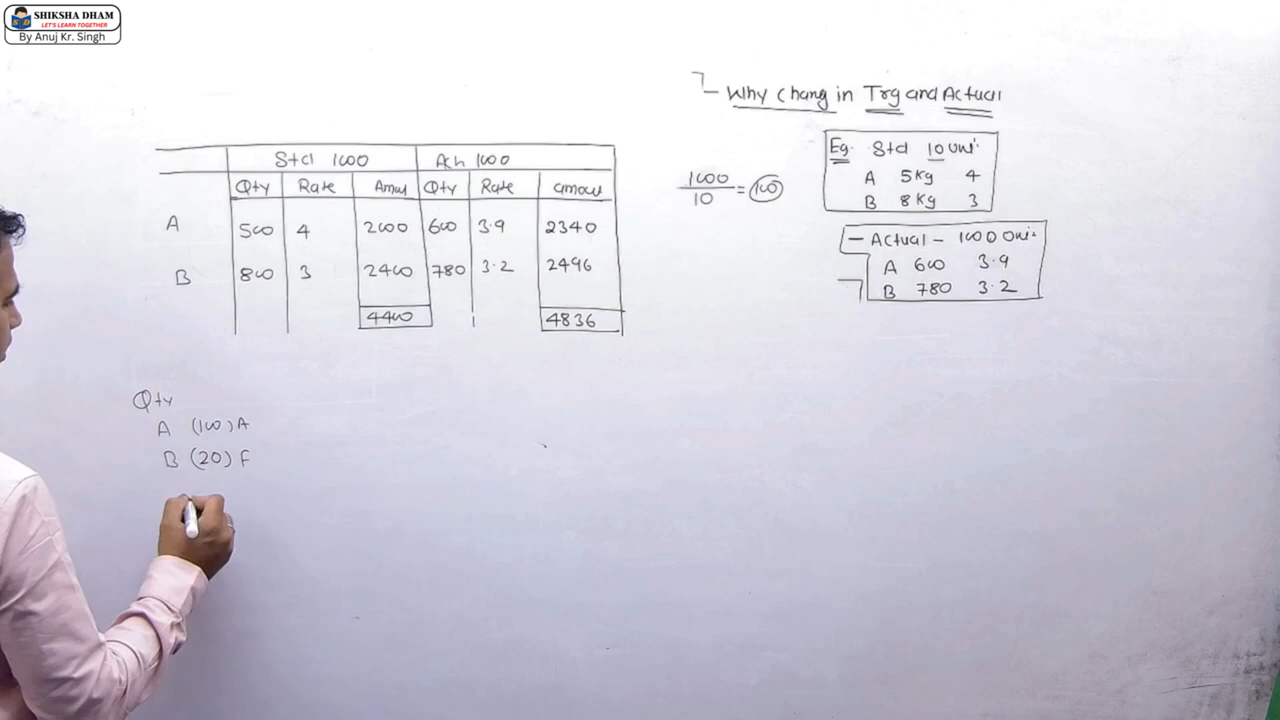 SHIKSHA DHAM
LET'S LEARN TOGETHER
By Anuj Kr. Singh
Why Chang in Trg and Actual
Std 1000 Ach 1000
Qty Rate Amou Qty Rate amou
A 500 4 2000 600 3.9 2340
B 800 3 2400 780 3.2 2496
4400 4836
1000
10 = 100
Eg. Std 10 Uni.
A 5 Kg 4
B 8 Kg 3
- Actual - 1000 Uni-
A 600 3.9
B 780 3.2
Qty
A (100) A
B (20) F